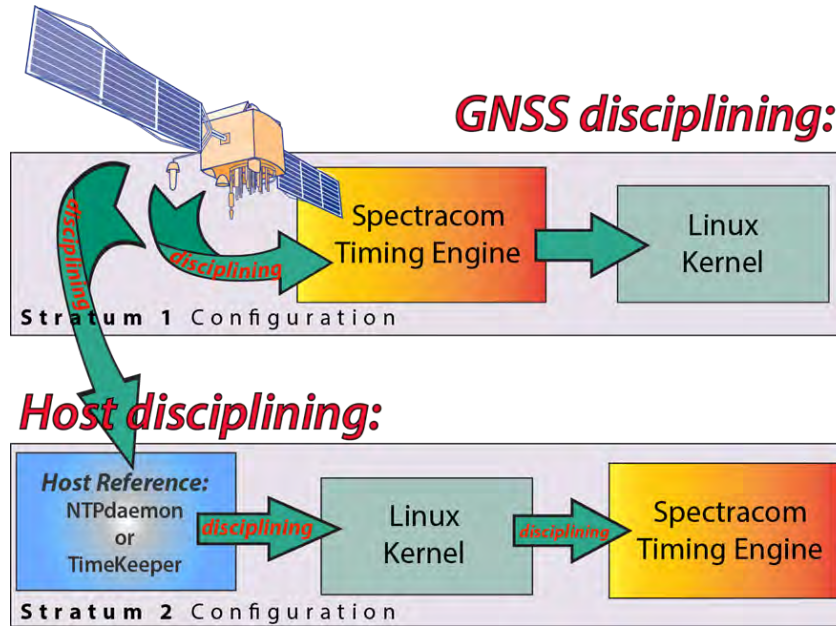 GNSS disciplining:
disciplining
disciplining
Spectracom
Timing Engine
Linux
Kernel
Stratum 1 Configuration
Host disciplining:
Host Reference:
NTPdaemon
or
TimeKeeper
disciplining
Linux
Kernel
disciplining
Spectracom
Timing Engine
Stratum 2 Configuration